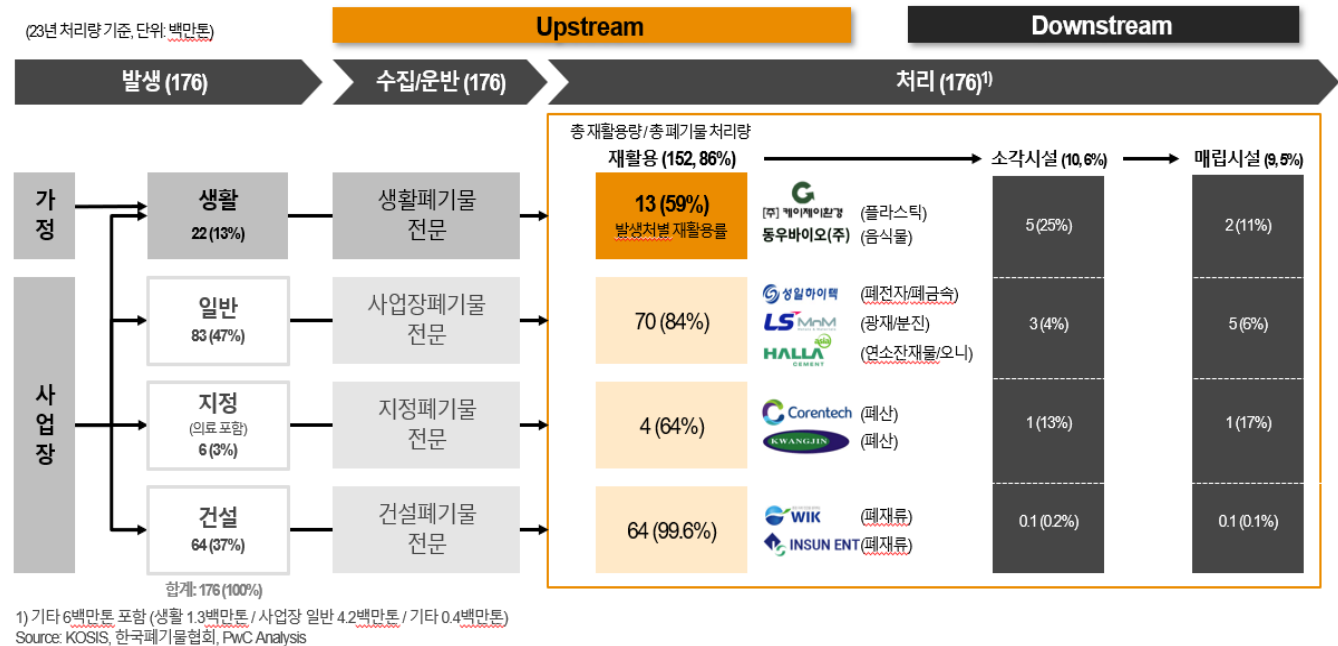 (23년 처리량 기준, 단위: 백만톤)
Upstream
Downstream
발생 (176)
수집/운반 (176)
처리 (176)1)
총 재활용량 / 총 폐기물 처리량
재활용 (152, 86%)
소각시설 (10, 6%)
매립시설 (9, 5%)
가정
생활
22 (13%)
생활폐기물
전문
13 (59%)
발생처별 재활용률
[주] 케이제이환경 (플라스틱)
동우바이오(주) (음식물)
5 (25%)
2 (11%)
사업장
일반
83 (47%)
사업장폐기물
전문
70 (84%)
성일하이텍 (폐전자/폐금속)
LS MnM (광재/분진)
HALLA asia
CEMENT (연소잔재물/오니)
3 (4%)
5 (6%)
지정
(의료 포함)
6 (3%)
지정폐기물
전문
4 (64%)
Corentech (폐산)
KWANGJIN (폐산)
1 (13%)
1 (17%)
건설
64 (37%)
건설폐기물
전문
64 (99.6%)
WIK (폐재류)
INSUN ENT (폐재류)
0.1 (0.2%)
0.1 (0.1%)
합계: 176 (100%)
1) 기타 6백만톤 포함 (생활 1.3백만톤 / 사업장 일반 4.2백만톤 / 기타 0.4백만톤)
Source: KOSIS, 한국폐기물협회, PwC Analysis